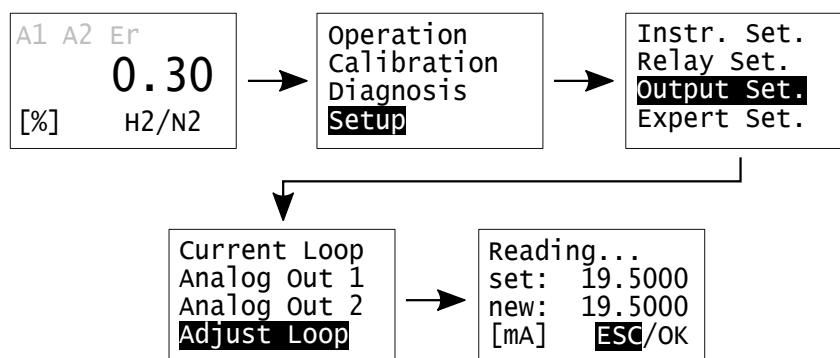 A1 A2 Er
0.30
[%] H2/N2
Operation
Calibration
Diagnosis
Setup
Instr. Set.
Relay Set.
Output Set.
Expert Set.
Current Loop
Analog Out 1
Analog Out 2
Adjust Loop
Reading...
set: 19.5000
new: 19.5000
[mA] ESC/OK